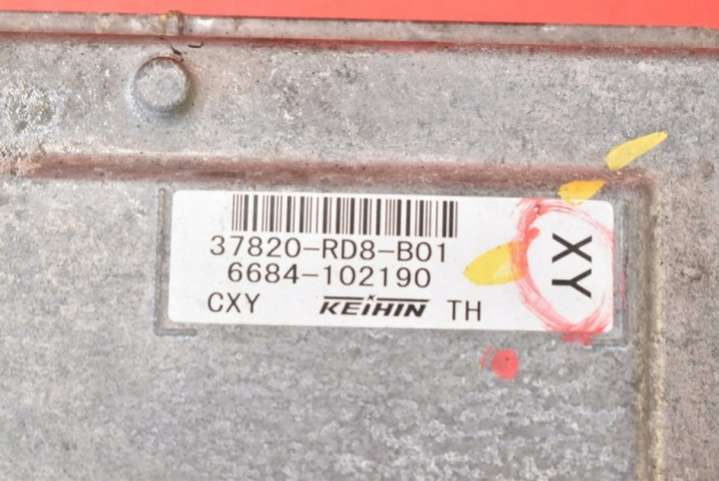 37820-RD8-B01
6684-102190
CXY KEIHIN TH
XY